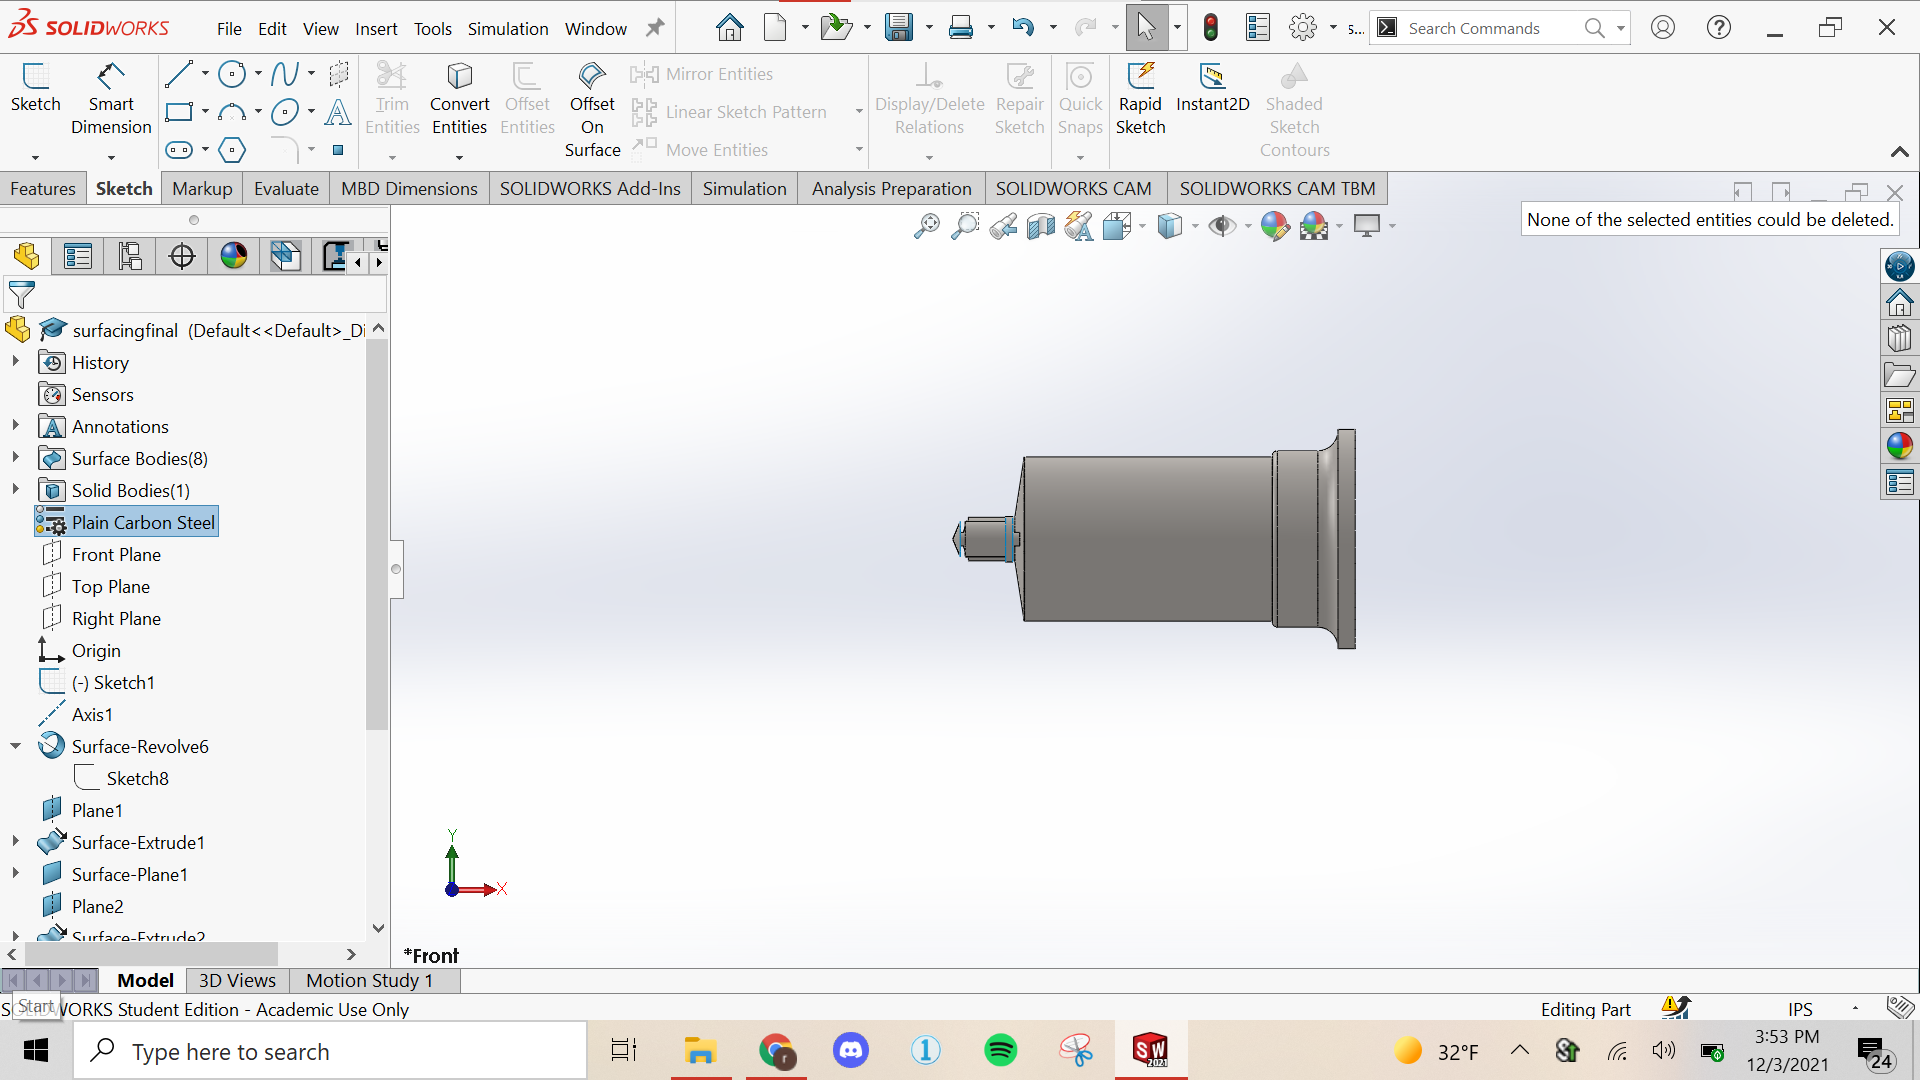 SOLIDWORKS File Edit View Insert Tools Simulation Window s... Search Commands
Sketch Smart Dimension Trim Entities Convert Entities Offset Entities Offset On Surface Mirror Entities Linear Sketch Pattern Move Entities Display/Delete Relations Repair Sketch Quick Snaps Rapid Sketch Instant2D Shaded Sketch Contours
Features Sketch Markup Evaluate MBD Dimensions SOLIDWORKS Add-Ins Simulation Analysis Preparation SOLIDWORKS CAM SOLIDWORKS CAM TBM
None of the selected entities could be deleted.
surfacingfinal (Default<<Default>_Di
History
Sensors
Annotations
Surface Bodies(8)
Solid Bodies(1)
Plain Carbon Steel
Front Plane
Top Plane
Right Plane
Origin
(-) Sketch1
Axis1
Surface-Revolve6
Sketch8
Plane1
Surface-Extrude1
Surface-Plane1
Plane2
Surface-Extrude2
Y
X
*Front
Model 3D Views Motion Study 1
Start
SOLIDWORKS Student Edition - Academic Use Only Editing Part IPS
Type here to search 1 SW 2021 32°F 3:53 PM
12/3/2021 24